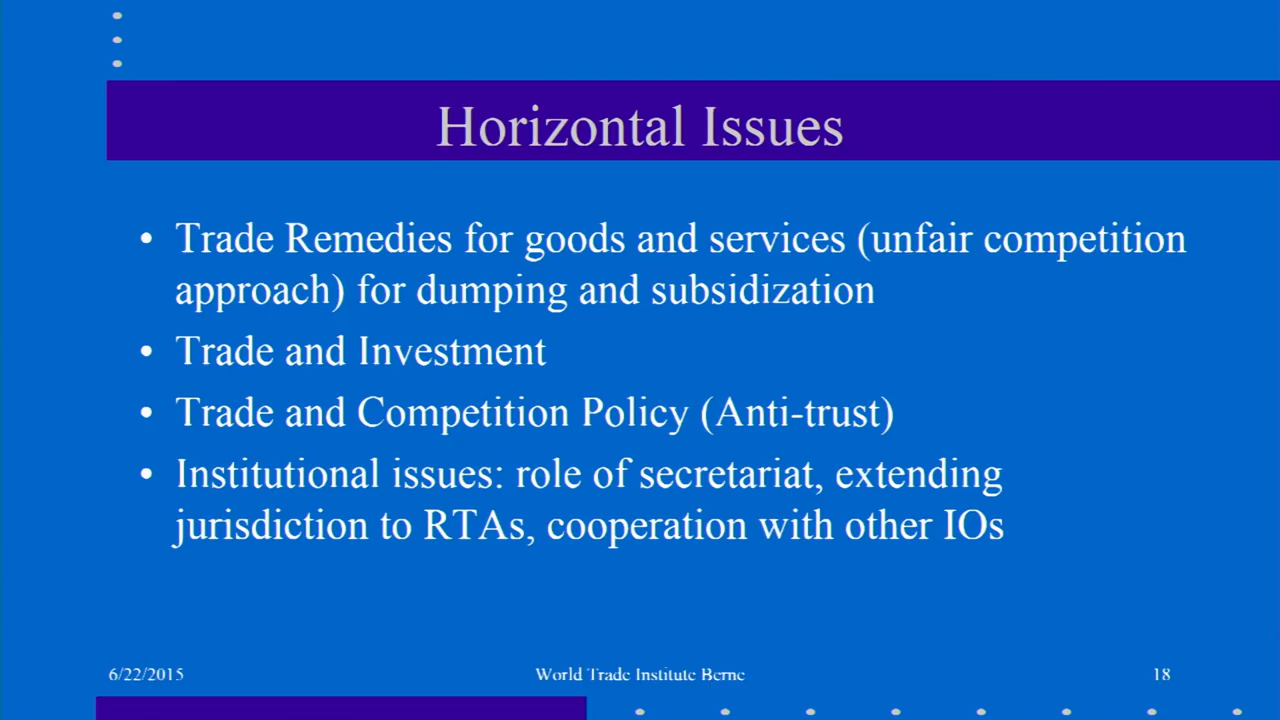 Horizontal Issues
• Trade Remedies for goods and services (unfair competition
approach) for dumping and subsidization
• Trade and Investment
• Trade and Competition Policy (Anti-trust)
• Institutional issues: role of secretariat, extending
jurisdiction to RTAs, cooperation with other IOs
6/22/2015
World Trade Institute Berne
18